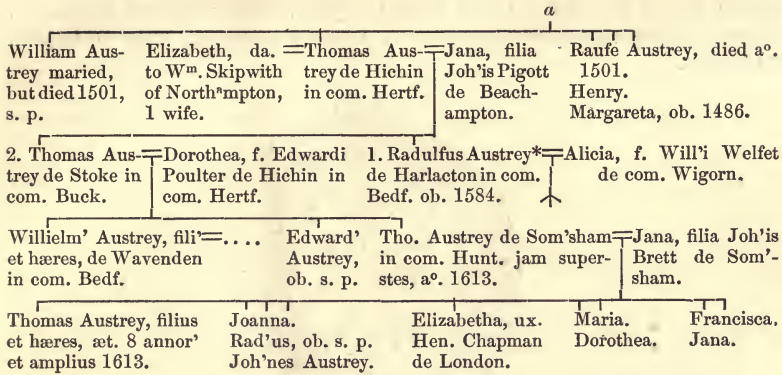 a
William Aus-
trey maried,
but died 1501,
s. p.
Elizabeth, da.
to Wm. Skipwith
of Northnmpton,
1 wife.
Thomas Aus-
trey de Hichin
in com. Hertf.
Jana, filia
Joh'is Pigott
de Beach-
ampton.
Raufe Austrey, died ao.
1501.
Henry.
Margareta, ob. 1486.
2. Thomas Aus-
trey de Stoke in
com. Buck.
Dorothea, f. Edwardi
Poulter de Hichin in
com. Hertf.
1. Radulfus Austrey*
de Harlacton in com.
Bedf. ob. 1584.
Alicia, f. Will'i Welfet
de com. Wigorn.
Willielm' Austrey, fili'
et hæres, de Wavenden
in com. Bedf.
....
Edward'
Austrey,
ob. s. p.
Tho. Austrey de Som'sham
in com. Hunt. jam super-
stes, ao. 1613.
Jana, filia Joh'is
Brett de Som'-
sham.
Thomas Austrey, filius
et hæres, æt. 8 annor'
et amplius 1613.
Joanna.
Rad'us, ob. s. p.
Joh'nes Austrey.
Elizabetha, ux.
Hen. Chapman
de London.
Maria.
Dorothea.
Francisca.
Jana.